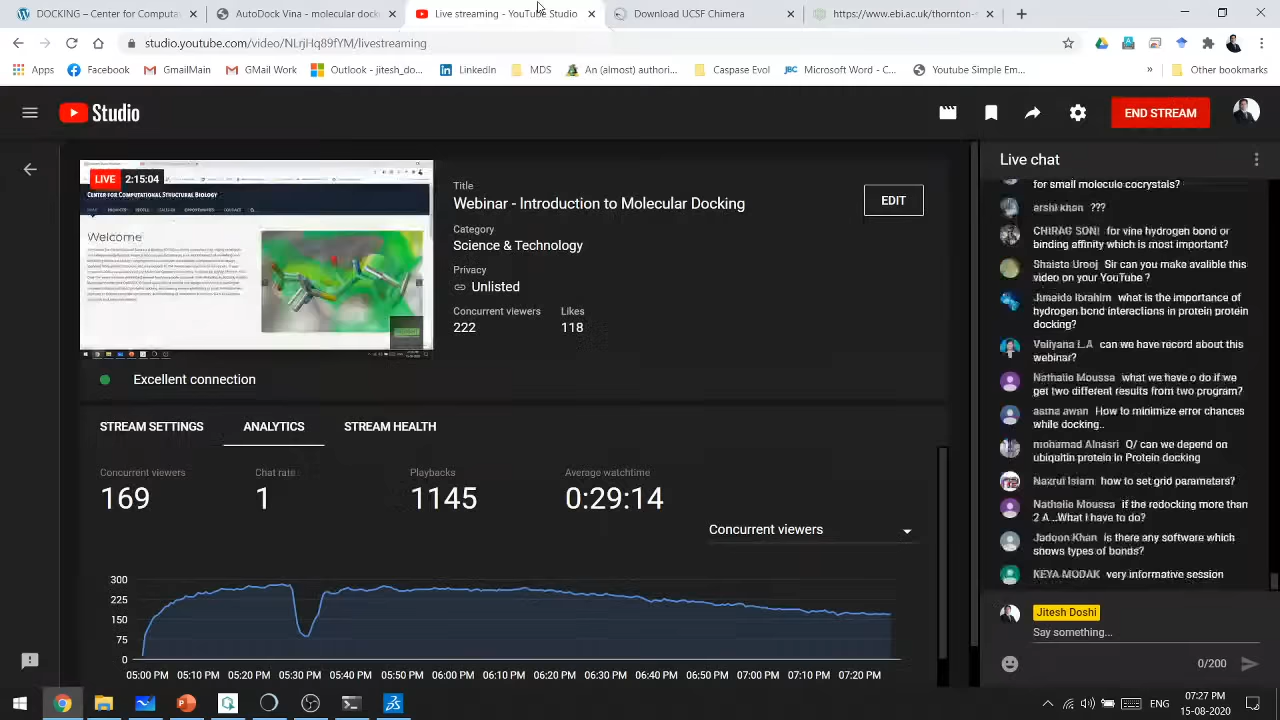 DOCKING – Center for Computat
AutoDock Vina - molecular dock
Live streaming - YouTube Studio
Download UCSF Chimera
https://www.ebi.ac.uk/thornton-
studio.youtube.com/video/NLrjHq89fYM/livestreaming
Apps
Facebook
GmailMain
GMail Work
Outlook - jitesh_do...
LinkedIn
MDS
An (almost) authori...
Caspase Evol
JBC
Microsoft Word - C...
Youtube Simple Em...
»
Other bookmarks
Studio
END STREAM
LIVE
2:15:04
CENTER FOR COMPUTATIONAL STRUCTURAL BIOLOGY
Welcome
Title
Webinar - Introduction to Molecular Docking
IT
Category
Science & Technology
Privacy
Unlisted
Concurrent viewers
Likes
222
118
Excellent connection
STREAM SETTINGS
ANALYTICS
STREAM HEALTH
Concurrent viewers
Chat rate
Playbacks
Average watchtime
169
1
1145
0:29:14
Concurrent viewers
300
225
150
75
0
05:00 PM 05:10 PM 05:20 PM 05:30 PM 05:40 PM 05:50 PM 06:00 PM 06:10 PM 06:20 PM 06:30 PM 06:40 PM 06:50 PM 07:00 PM 07:10 PM 07:20 PM
Live chat
for small molecule cocrystals?
arshi khan ???
CHIRAG SONI for vina hydrogen bond or
which is most important
Sir can you make avalible this
video on your YouTube ?
Junaida Ibrahim what is the importance of
hydrogen bond interactions in protein protein
docking?
Valiyana L.A can we have record about this
webinar?
Nathalie Moussa what we have o do if we
get two different results from two program?
asma awan How to minimize error chances
while docking..
mohamad Alnasri Q/ can we depend on
ubiquitin protein in Protein docking
Nazrul Islam how to set grid parameters?
Nathalie Moussa if the redocking more than
2 A...What I have to do?
Jadoon Khan is there any software which
shows types of bonds?
KEYA MODAK very informative session
Jitesh Doshi
Say something...
0/200
ENG
07:27 PM
15-08-2020